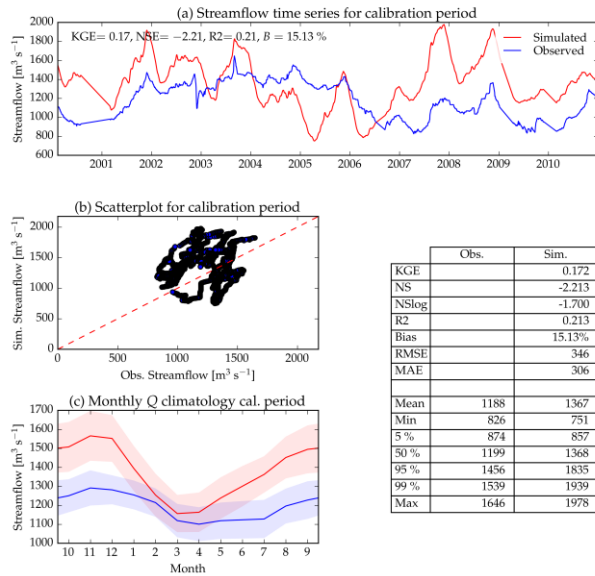 (a) Streamflow time series for calibration period
KGE= 0.17, NSE= −2.21, R2= 0.21, B = 15.13 %
Simulated
Observed
Streamflow [m³ s⁻¹]
2000
1800
1600
1400
1200
1000
800
600
2001 2002 2003 2004 2005 2006 2007 2008 2009 2010
(b) Scatterplot for calibration period
Sim. Streamflow [m³ s⁻¹]
2000
1500
1000
500
0
0 500 1000 1500 2000
Obs. Streamflow [m³ s⁻¹]
(c) Monthly Q climatology cal. period
Streamflow [m³ s⁻¹]
1700
1600
1500
1400
1300
1200
1100
1000
10 11 12 1 2 3 4 5 6 7 8 9
Month
Obs. Sim.
KGE 0.172
NS -2.213
NSlog -1.700
R2 0.213
Bias 15.13%
RMSE 346
MAE 306
Mean 1188 1367
Min 826 751
5 % 874 857
50 % 1199 1368
95 % 1456 1835
99 % 1539 1939
Max 1646 1978